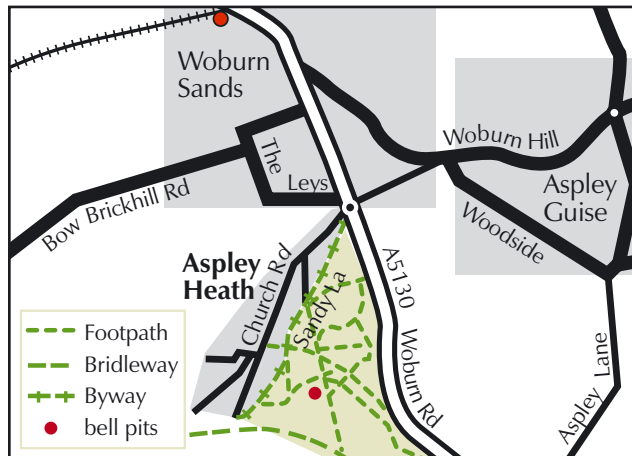 Woburn
Sands
The
Leys
Woburn Hill
Aspley
Guise
Bow Brickhill Rd
Woodside
Aspley
Heath
Church Rd
Sandy La
A5130
Woburn Rd
Aspley Lane
Footpath
Bridleway
Byway
bell pits